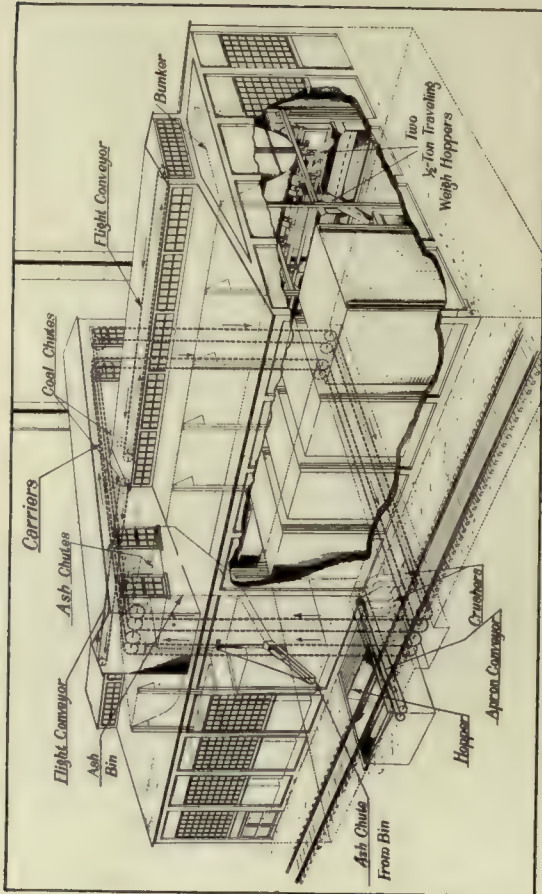 Carriers
Coal Chutes
Ash Chutes
Flight Conveyor
Flight Conveyor
Bunker
Ash
Bin
Two
½-Ton Traveling
Weigh Hoppers
Ash Chute
From Bin
Hopper
Apron Conveyor
Crushers